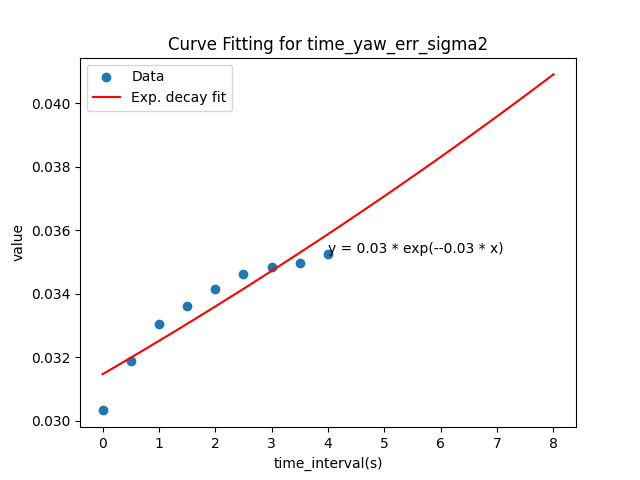 Curve Fitting for time_yaw_err_sigma2
Data
Exp. decay fit
0.040
0.038
0.036
0.034
0.032
0.030
value
y = 0.03 * exp(--0.03 * x)
0 1 2 3 4 5 6 7 8
time_interval(s)